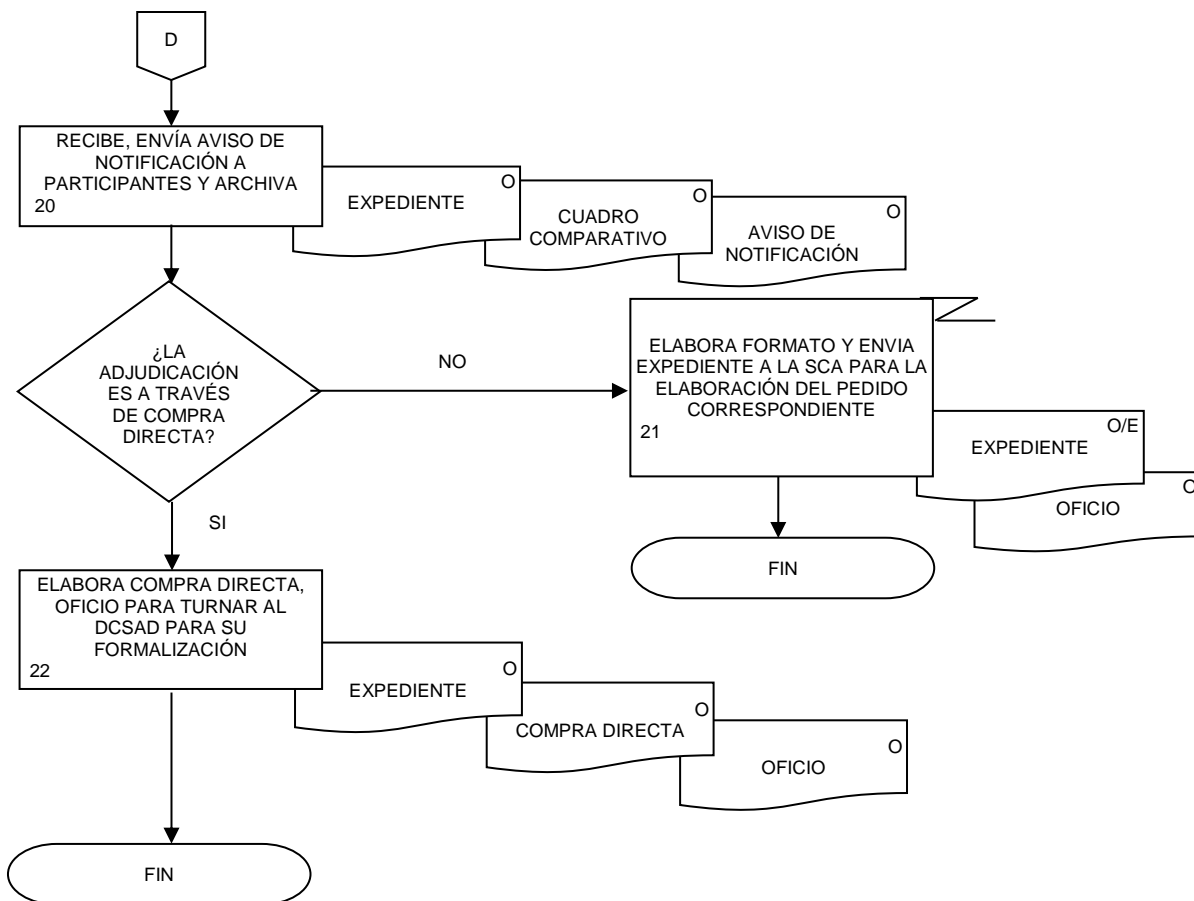 D
RECIBE, ENVÍA AVISO DE
NOTIFICACIÓN A
PARTICIPANTES Y ARCHIVA
20
EXPEDIENTE
O
CUADRO
COMPARATIVO
O
AVISO DE
NOTIFICACIÓN
O
¿LA
ADJUDICACIÓN
ES A TRAVÉS
DE COMPRA
DIRECTA?
NO
ELABORA FORMATO Y ENVIA
EXPEDIENTE A LA SCA PARA LA
ELABORACIÓN DEL PEDIDO
CORRESPONDIENTE
21
EXPEDIENTE
O/E
OFICIO
O
FIN
SI
ELABORA COMPRA DIRECTA,
OFICIO PARA TURNAR AL
DCSAD PARA SU
FORMALIZACIÓN
22
EXPEDIENTE
O
COMPRA DIRECTA
O
OFICIO
O
FIN